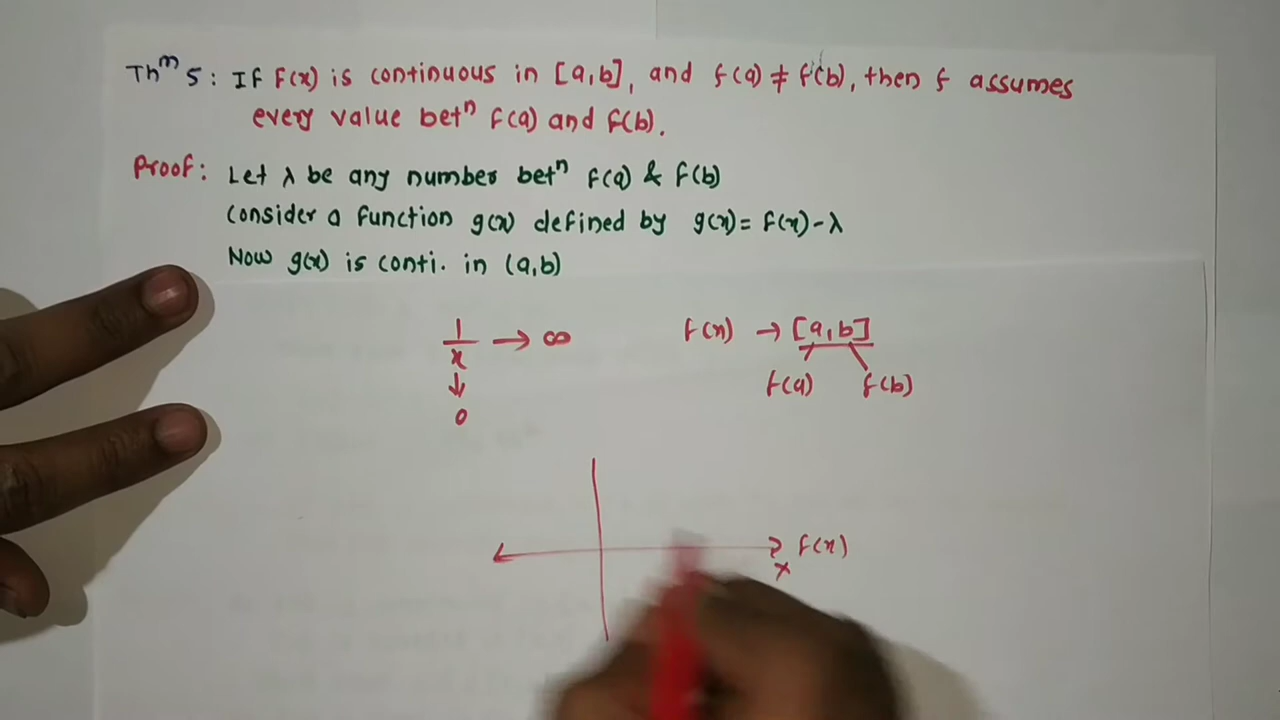 Thᵐ 5: If f(x) is continuous in [a,b], and f(a) ≠ f(b), then f assumes
every value betⁿ f(a) and f(b).
Proof: Let λ be any number betⁿ f(a) & f(b)
Consider a function g(x) defined by g(x)= f(x)-λ
Now g(x) is conti. in (a,b)
1/x → ∞
↓
0
f(x) → [a,b]
f(a) f(b)
f(x)
x